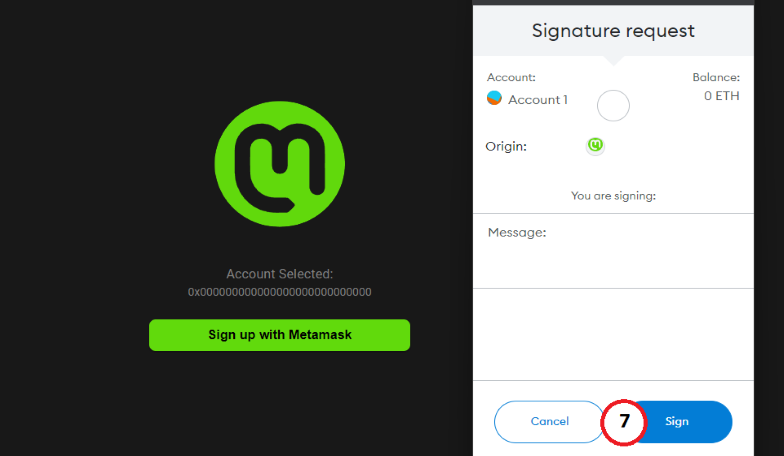 Account Selected:
0x000000000000000000000000000
Sign up with Metamask
Signature request
Account:
Balance:
Account 1
0 ETH
Origin:
You are signing:
Message:
Cancel
7
Sign